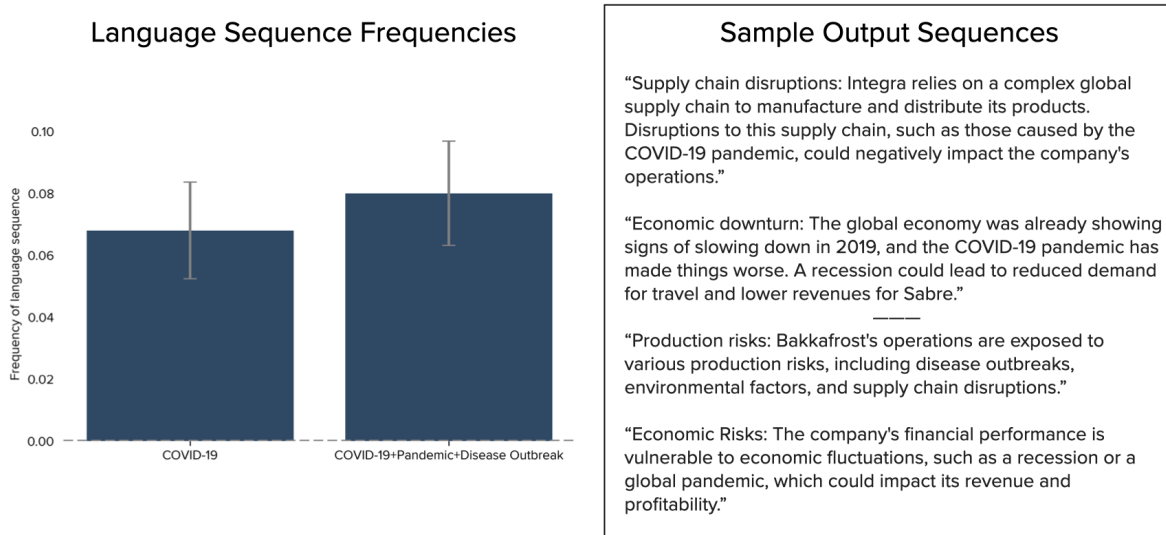 Language Sequence Frequencies
0.10
0.08
0.06
0.04
0.02
0.00
Frequency of language sequence
COVID-19
COVID-19+Pandemic+Disease Outbreak
Sample Output Sequences
“Supply chain disruptions: Integra relies on a complex global
supply chain to manufacture and distribute its products.
Disruptions to this supply chain, such as those caused by the
COVID-19 pandemic, could negatively impact the company's
operations.”
“Economic downturn: The global economy was already showing
signs of slowing down in 2019, and the COVID-19 pandemic has
made things worse. A recession could lead to reduced demand
for travel and lower revenues for Sabre.”
———
“Production risks: Bakkafrost's operations are exposed to
various production risks, including disease outbreaks,
environmental factors, and supply chain disruptions.”
“Economic Risks: The company's financial performance is
vulnerable to economic fluctuations, such as a recession or a
global pandemic, which could impact its revenue and
profitability.”